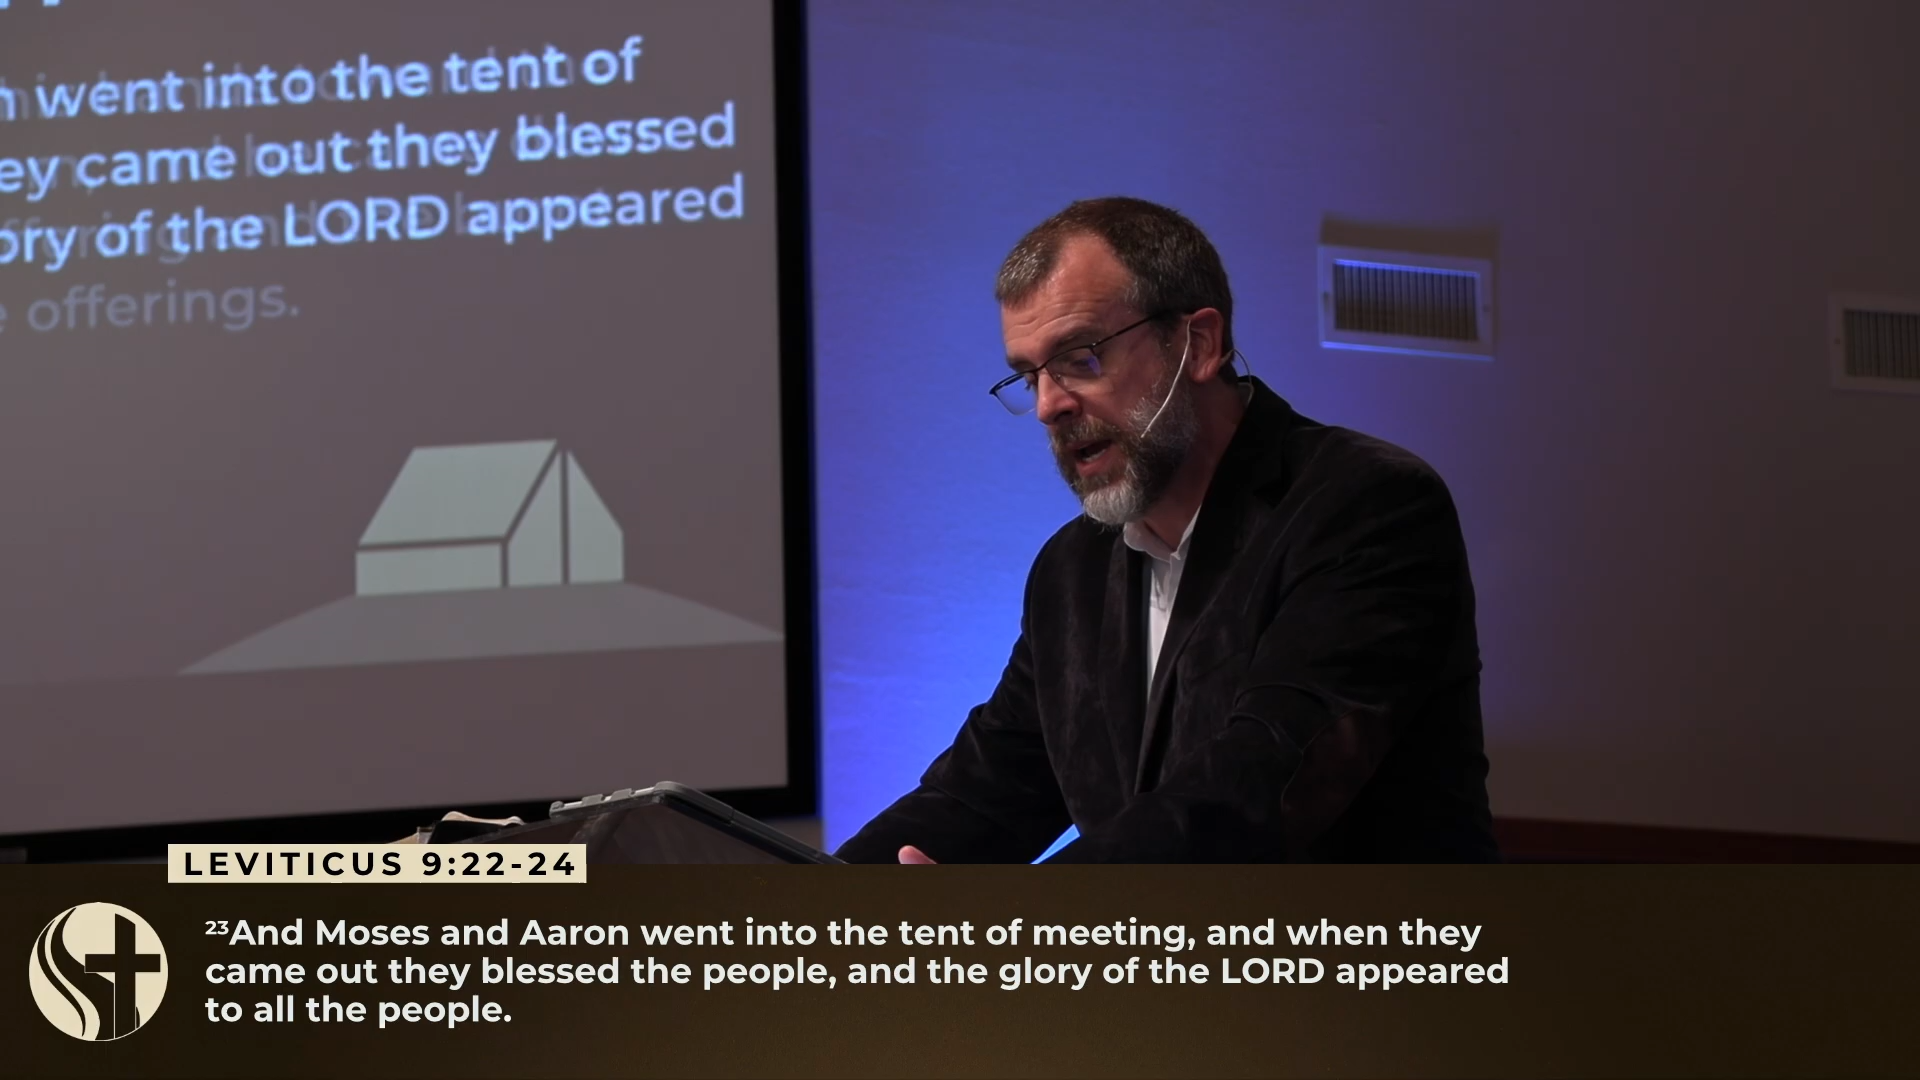 n went into the tent of
ey came out they blessed
ory of the LORD appeared
e offerings.
LEVITICUS 9:22-24
²³And Moses and Aaron went into the tent of meeting, and when they
came out they blessed the people, and the glory of the LORD appeared
to all the people.